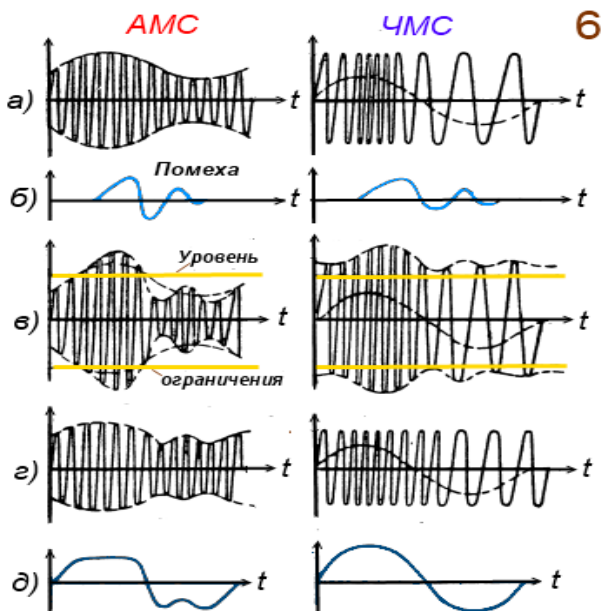 АМС ЧМС 6
а) t t
Помеха
б) t t
Уровень
в) t t
ограничения
г) t t
д) t t